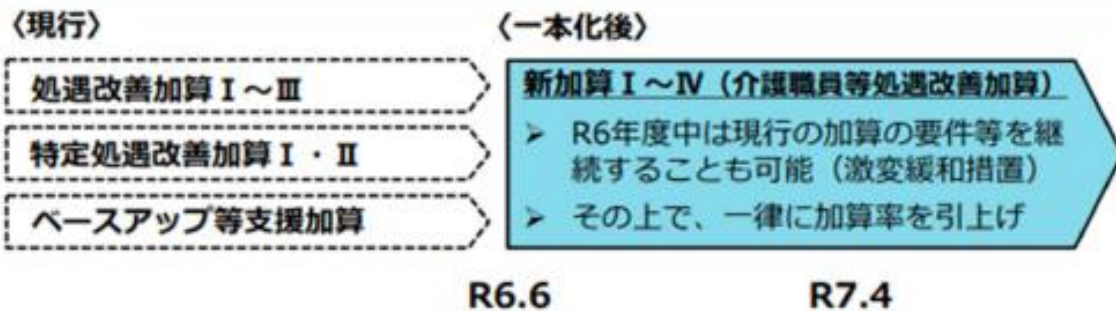 〈現行〉
〈一本化後〉
処遇改善加算Ⅰ～Ⅲ
特定処遇改善加算Ⅰ・Ⅱ
ベースアップ等支援加算
新加算Ⅰ～Ⅳ（介護職員等処遇改善加算）
➢ R6年度中は現行の加算の要件等を継
続することも可能（激変緩和措置）
➢ その上で、一律に加算率を引上げ
R6.6
R7.4